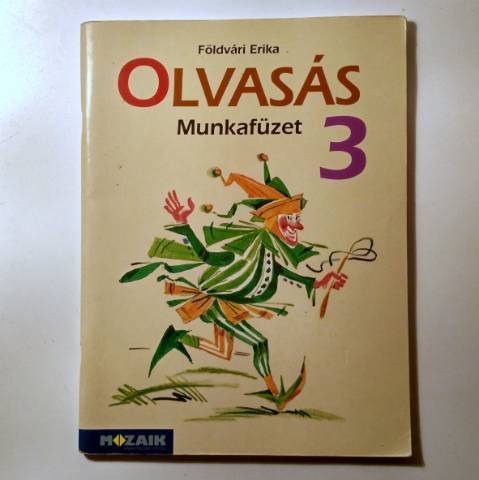 Földvári Erika
OLVASÁS
Munkafüzet 3
MOZAIK